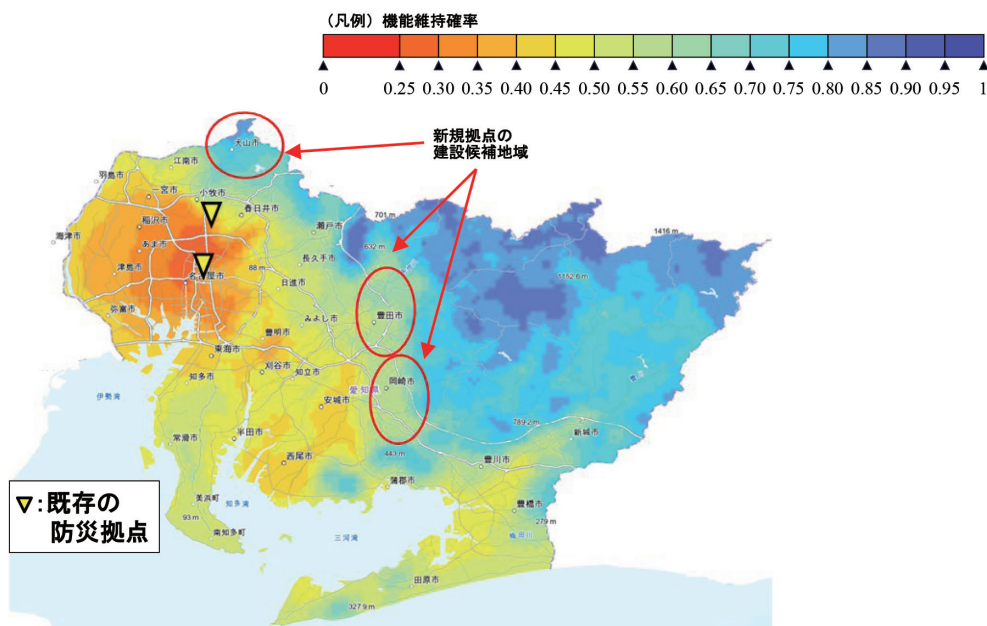 (凡例)機能維持確率
0 0.25 0.30 0.35 0.40 0.45 0.50 0.55 0.60 0.65 0.70 0.75 0.80 0.85 0.90 0.95 1
新規拠点の
建設候補地域
犬山市
江南市
羽島市
一宮市
小牧市
春日井市
稲沢市
瀬戸市
701 m
1416 m
海津市
あま市
632 m
長久手市
88 m
1152.6 m
津島市
名古屋市
日進市
弥富市
みよし市
豊田市
豊明市
東海市
刈谷市
知立市
知多市
愛知県
岡崎市
伊勢湾
安城市
789.2 m
常滑市
半田市
新城市
443 m
西尾市
豊川市
蒲郡市
▽:既存の
防災拠点
美浜町
知多湾
93 m
豊橋市
279 m
南知多町
三河湾
梅田川
田原市
327.9 m